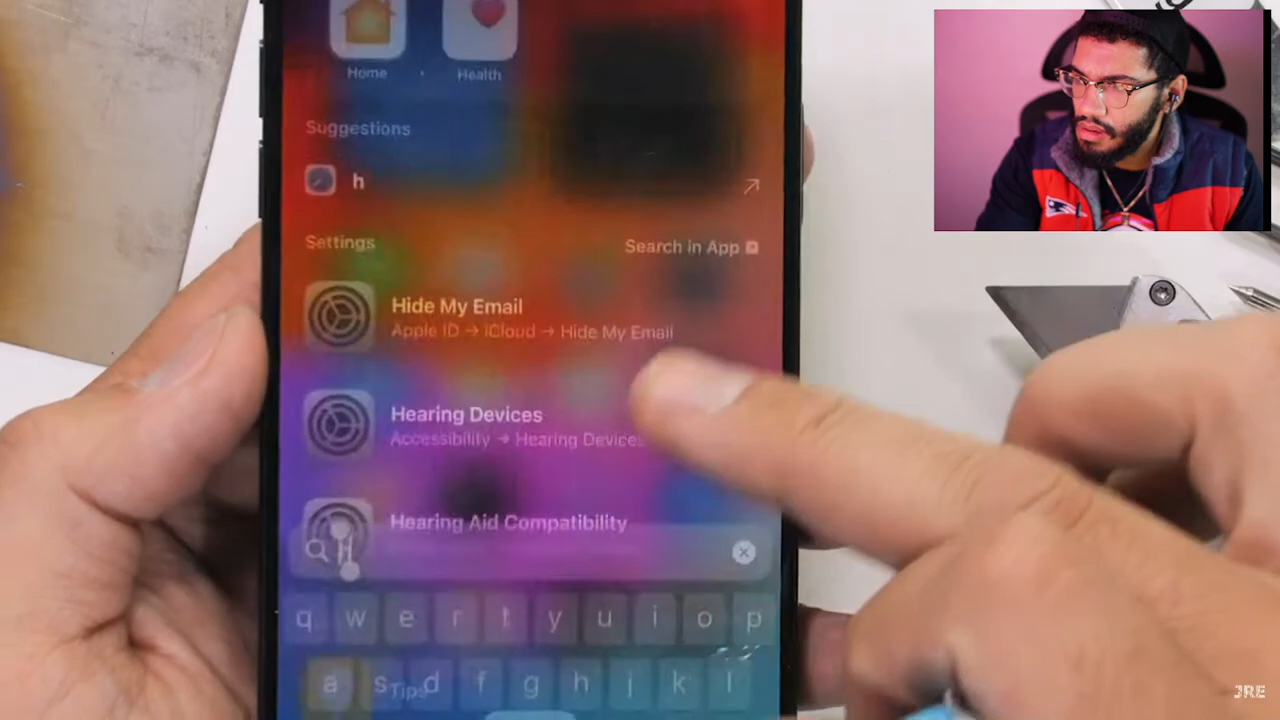 Home
Health
Suggestions
h
Settings
Search in App
Hide My Email
Apple ID → iCloud → Hide My Email
Hearing Devices
Accessibility → Hearing Devices
Hearing Aid Compatibility
H
q w e r t y u i o p
a s d f g h j k l
Tips
JRE